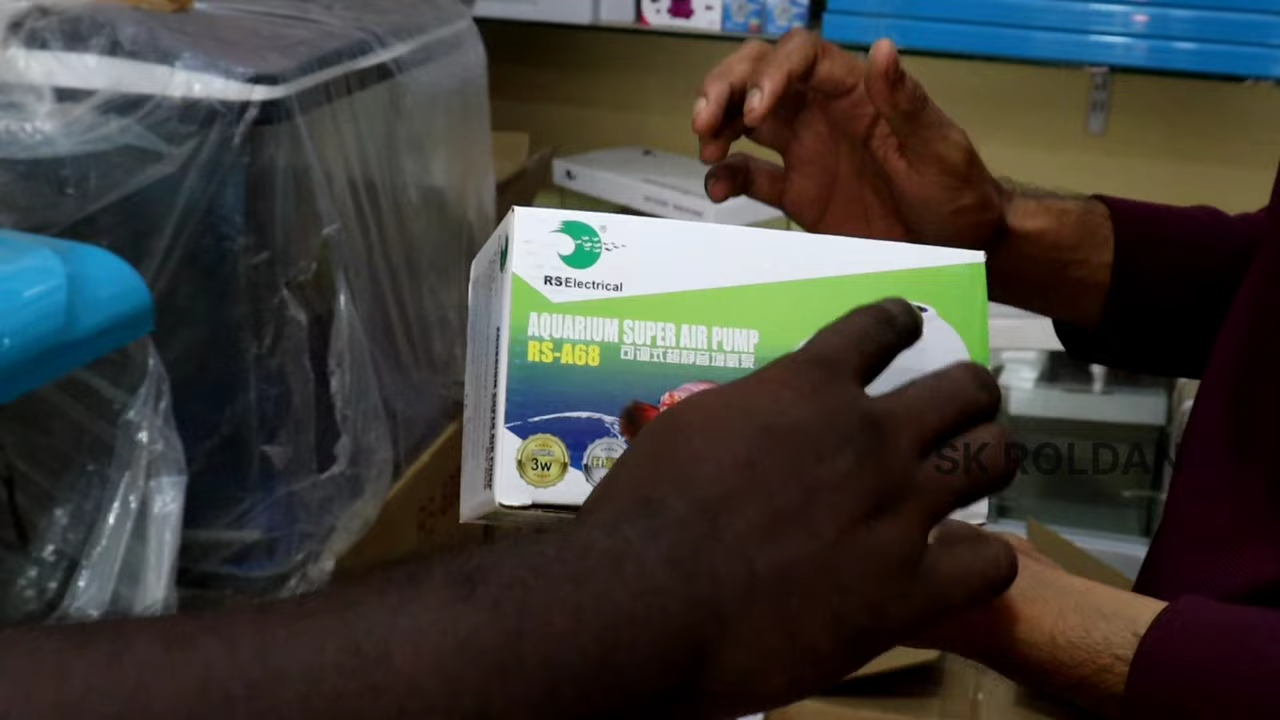 RSElectrical
AQUARIUM SUPER AIR PUMP
RS-A68 可调式超静音增氧泵
3w
SK ROLDAN